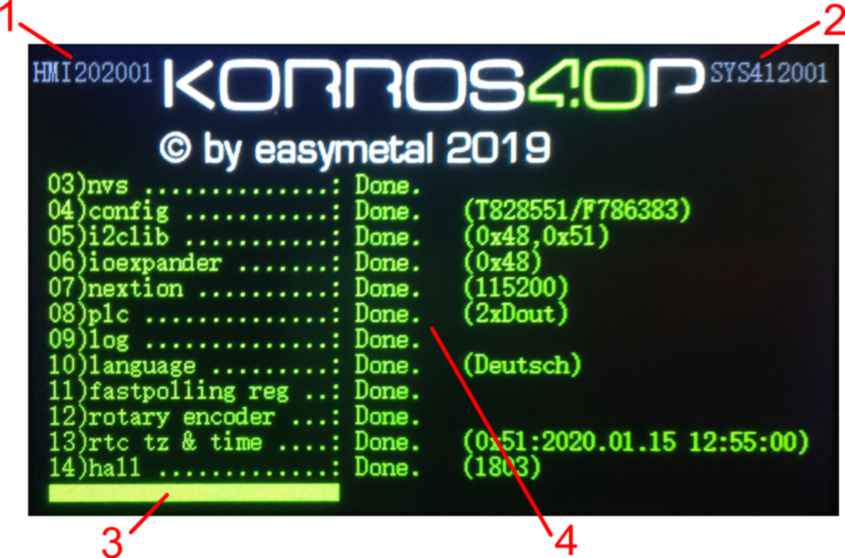 1
2
HMI202001 KORROS4.0P SYS412001
© by easymetal 2019
03)nvs ..............: Done.
04)config ...........: Done. (T828551/F786383)
05)i2clib ...........: Done. (0x48,0x51)
06)ioexpander .......: Done. (0x48)
07)nextion ..........: Done. (115200)
08)plc ..............: Done. (2xDout)
09)log ..............: Done.
10)language .........: Done. (Deutsch)
11)fastpolling reg ..: Done.
12)rotary encoder ...: Done.
13)rtc tz & time ....: Done. (0x51:2020.01.15 12:55:00)
14)hall .............: Done. (1803)
3
4